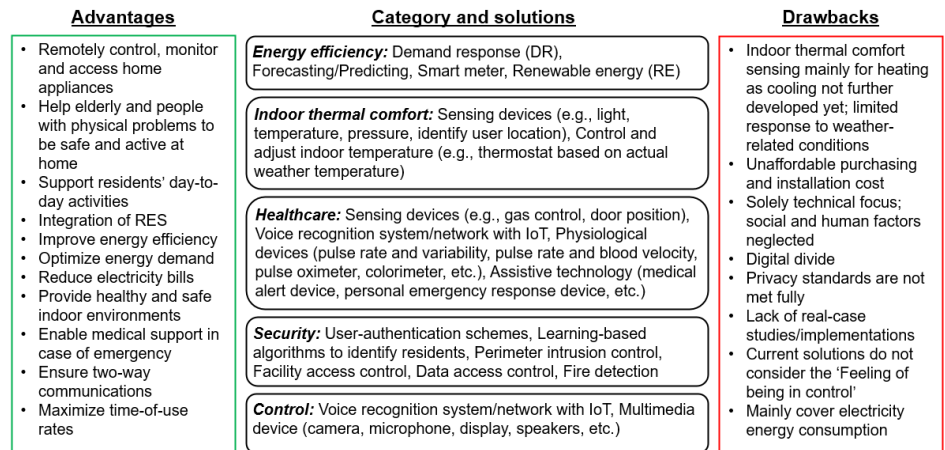 Advantages
• Remotely control, monitor
and access home
appliances
• Help elderly and people
with physical problems to
be safe and active at
home
• Support residents’ day-to-
day activities
• Integration of RES
• Improve energy efficiency
• Optimize energy demand
• Reduce electricity bills
• Provide healthy and safe
indoor environments
• Enable medical support in
case of emergency
• Ensure two-way
communications
• Maximize time-of-use
rates
Category and solutions
Energy efficiency: Demand response (DR),
Forecasting/Predicting, Smart meter, Renewable energy (RE)
Indoor thermal comfort: Sensing devices (e.g., light,
temperature, pressure, identify user location), Control and
adjust indoor temperature (e.g., thermostat based on actual
weather temperature)
Healthcare: Sensing devices (e.g., gas control, door position),
Voice recognition system/network with IoT, Physiological
devices (pulse rate and variability, pulse rate and blood velocity,
pulse oximeter, colorimeter, etc.), Assistive technology (medical
alert device, personal emergency response device, etc.)
Security: User-authentication schemes, Learning-based
algorithms to identify residents, Perimeter intrusion control,
Facility access control, Data access control, Fire detection
Control: Voice recognition system/network with IoT, Multimedia
device (camera, microphone, display, speakers, etc.)
Drawbacks
• Indoor thermal comfort
sensing mainly for heating
as cooling not further
developed yet; limited
response to weather-
related conditions
• Unaffordable purchasing
and installation cost
• Solely technical focus;
social and human factors
neglected
• Digital divide
• Privacy standards are not
met fully
• Lack of real-case
studies/implementations
• Current solutions do not
consider the ‘Feeling of
being in control’
• Mainly cover electricity
energy consumption